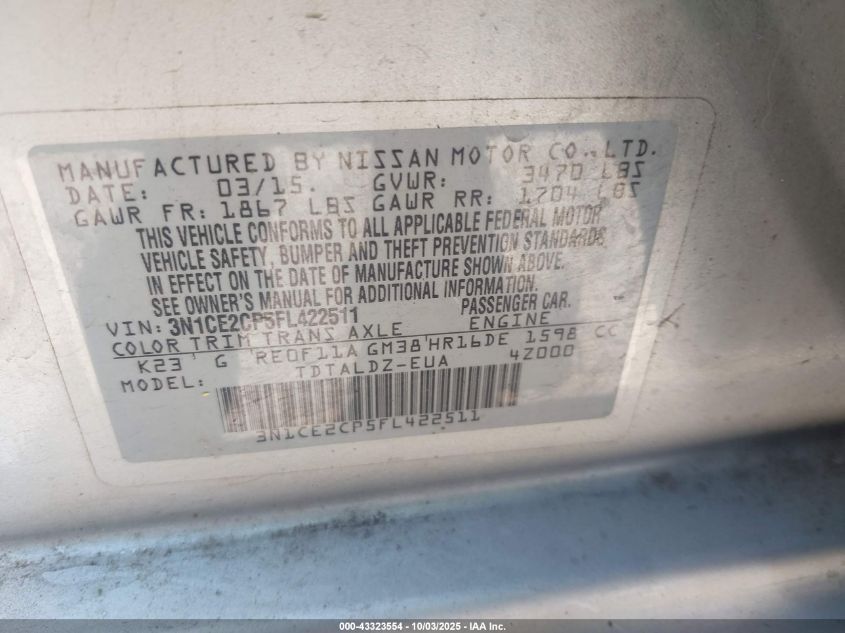 MANUFACTURED BY NISSAN MOTOR CO., LTD.
DATE: 03/15. GVWR: 3470 LBS
GAWR FR: 1867 LBS GAWR RR: 1704 LBS
THIS VEHICLE CONFORMS TO ALL APPLICABLE FEDERAL MOTOR
VEHICLE SAFETY, BUMPER AND THEFT PREVENTION STANDARDS
IN EFFECT ON THE DATE OF MANUFACTURE SHOWN ABOVE.
SEE OWNER'S MANUAL FOR ADDITIONAL INFORMATION.
VIN: 3N1CE2CP5FL422511 PASSENGER CAR.
COLOR TRIM TRANS AXLE ENGINE
K23 G RE0F11A GM38 HR16DE 1598 CC
MODEL: TDTALDZ-EUA 4Z000
3N1CE2CP5FL422511
000-43323554 | 10/03/2025 - IAA Inc.